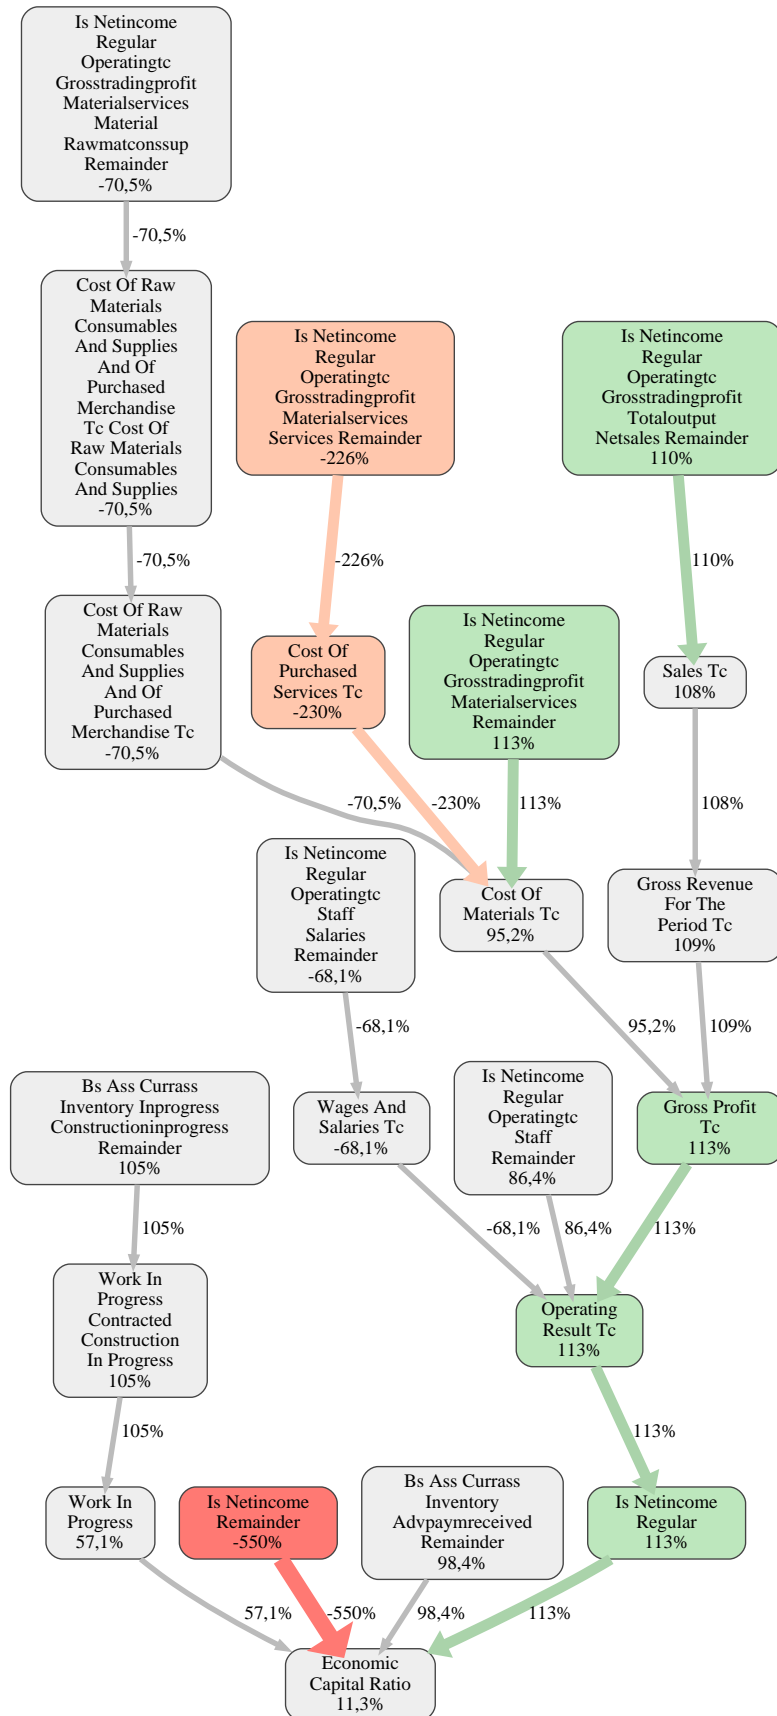 Is Netincome
Regular
Operatingtc
Grosstradingprofit
Materialservices
Material
Rawmatconssup
Remainder
-70,5%
-70,5%
Cost Of Raw
Materials
Consumables
And Supplies
And Of
Purchased
Merchandise
Tc Cost Of
Raw Materials
Consumables
And Supplies
-70,5%
Is Netincome
Regular
Operatingtc
Grosstradingprofit
Materialservices
Services Remainder
-226%
Is Netincome
Regular
Operatingtc
Grosstradingprofit
Totaloutput
Netsales Remainder
110%
-70,5%
-226%
110%
Cost Of Raw
Materials
Consumables
And Supplies
And Of
Purchased
Merchandise Tc
-70,5%
Cost Of
Purchased
Services Tc
-230%
Is Netincome
Regular
Operatingtc
Grosstradingprofit
Materialservices
Remainder
113%
Sales Tc
108%
-70,5%
-230%
113%
108%
Is Netincome
Regular
Operatingtc
Staff
Salaries
Remainder
-68,1%
Cost Of
Materials Tc
95,2%
Gross Revenue
For The
Period Tc
109%
-68,1%
95,2%
109%
Bs Ass Currass
Inventory Inprogress
Constructioninprogress
Remainder
105%
Wages And
Salaries Tc
-68,1%
Is Netincome
Regular
Operatingtc
Staff
Remainder
86,4%
Gross Profit
Tc
113%
105%
-68,1%
86,4%
113%
Work In
Progress
Contracted
Construction
In Progress
105%
Operating
Result Tc
113%
105%
113%
Work In
Progress
57,1%
Is Netincome
Remainder
-550%
Bs Ass Currass
Inventory
Advpaymreceived
Remainder
98,4%
Is Netincome
Regular
113%
57,1%
-550%
98,4%
113%
Economic
Capital Ratio
11,3%